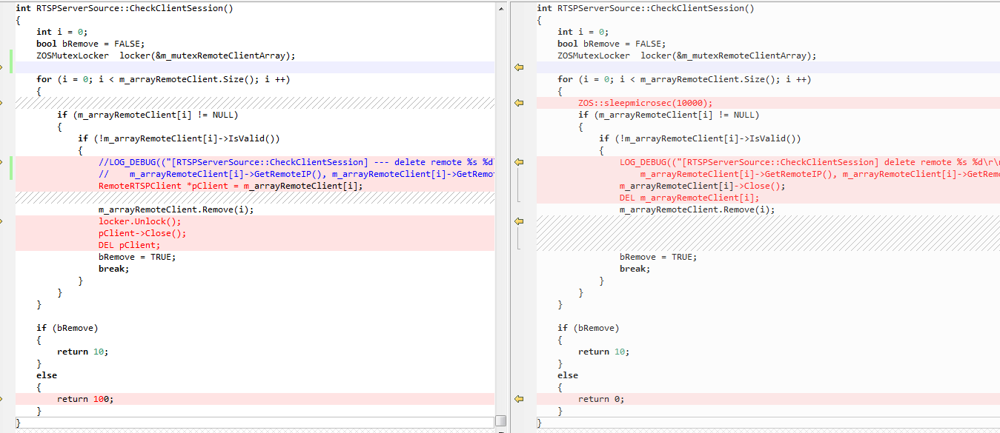 int RTSPServerSource::CheckClientSession()
{
    int i = 0;
    bool bRemove = FALSE;
    ZOSMutexLocker  locker(&m_mutexRemoteClientArray);
    for (i = 0; i < m_arrayRemoteClient.Size(); i ++)
    {
        if (m_arrayRemoteClient[i] != NULL)
        {
            if (!m_arrayRemoteClient[i]->IsValid())
            {
                //LOG_DEBUG(("[RTSPServerSource::CheckClientSession] --- delete remote %s %d\
                //    m_arrayRemoteClient[i]->GetRemoteIP(), m_arrayRemoteClient[i]->GetRemot
                RemoteRTSPClient *pClient = m_arrayRemoteClient[i];
                m_arrayRemoteClient.Remove(i);
                locker.Unlock();
                pClient->Close();
                DEL pClient;
                bRemove = TRUE;
                break;
            }
        }
    }
    if (bRemove)
    {
        return 10;
    }
    else
    {
        return 100;
    }
}
int RTSPServerSource::CheckClientSession()
{
    int i = 0;
    bool bRemove = FALSE;
    ZOSMutexLocker  locker(&m_mutexRemoteClientArray);
    for (i = 0; i < m_arrayRemoteClient.Size(); i ++)
    {
        ZOS::sleepmicrosec(10000);
        if (m_arrayRemoteClient[i] != NULL)
        {
            if (!m_arrayRemoteClient[i]->IsValid())
            {
                LOG_DEBUG(("[RTSPServerSource::CheckClientSession] delete remote %s %d\r\n
                    m_arrayRemoteClient[i]->GetRemoteIP(), m_arrayRemoteClient[i]->GetRemo
                m_arrayRemoteClient[i]->Close();
                DEL m_arrayRemoteClient[i];
                m_arrayRemoteClient.Remove(i);
                bRemove = TRUE;
                break;
            }
        }
    }
    if (bRemove)
    {
        return 10;
    }
    else
    {
        return 0;
    }
}